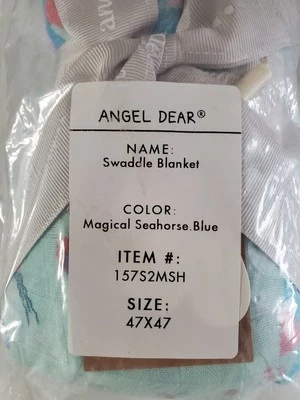 ANGEL DEAR®
NAME:
Swaddle Blanket
COLOR:
Magical Seahorse.Blue
ITEM #:
157S2MSH
SIZE:
47X47